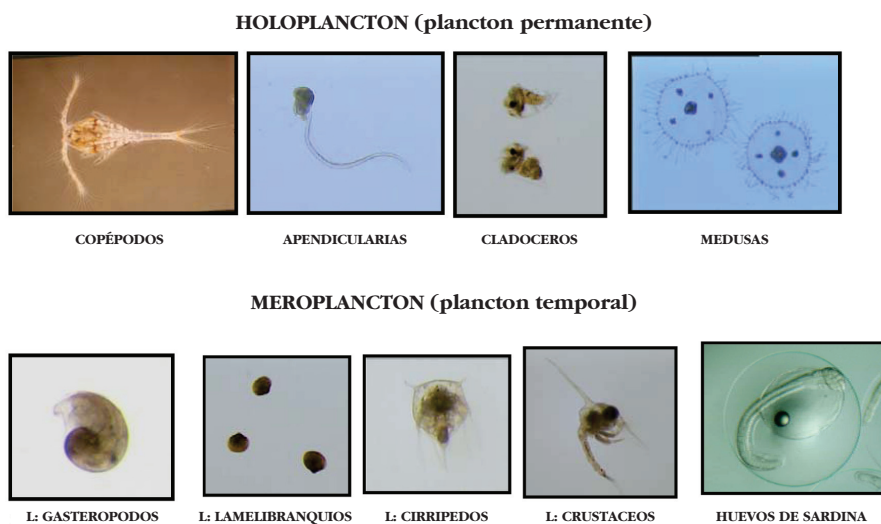 HOLOPLANCTON (plancton permanente)
COPÉPODOS
APENDICULARIAS
CLADOCEROS
MEDUSAS
MEROPLANCTON (plancton temporal)
L: GASTEROPODOS
L: LAMELIBRANQUIOS
L: CIRRIPEDOS
L: CRUSTACEOS
HUEVOS DE SARDINA